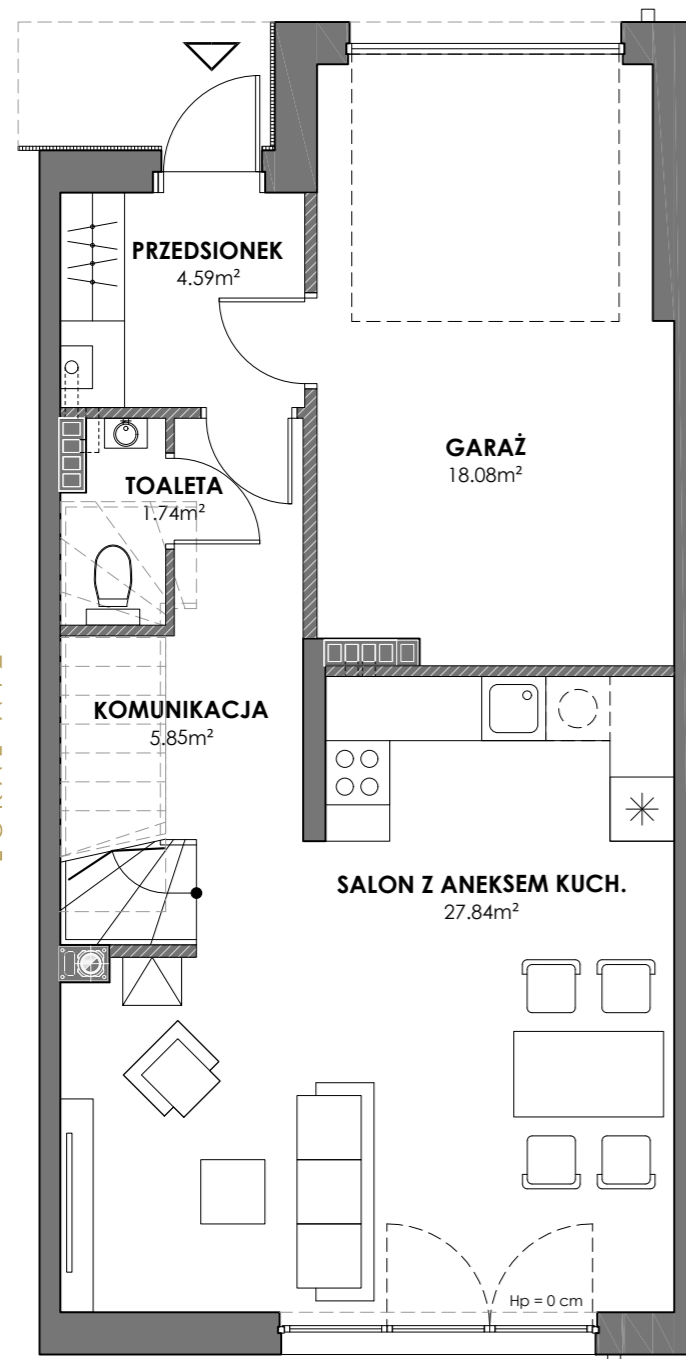 PRZEDSIONEK
4.59m²
GARAŻ
18.08m²
TOALETA
1.74m²
KOMUNIKACJA
5.85m²
SALON Z ANEKSEM KUCH.
27.84m²
Hp = 0 cm